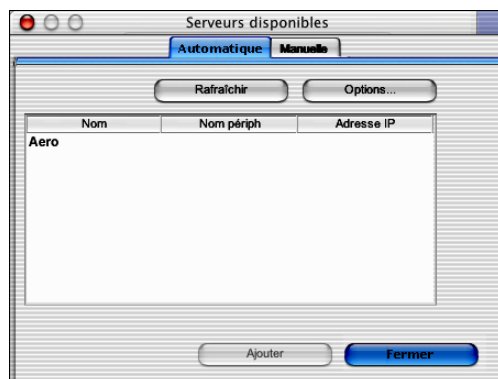 Serveurs disponibles
Automatique Manuelle
Rafraîchir Options...
Nom Nom périph Adresse IP
Aero
Ajouter Fermer